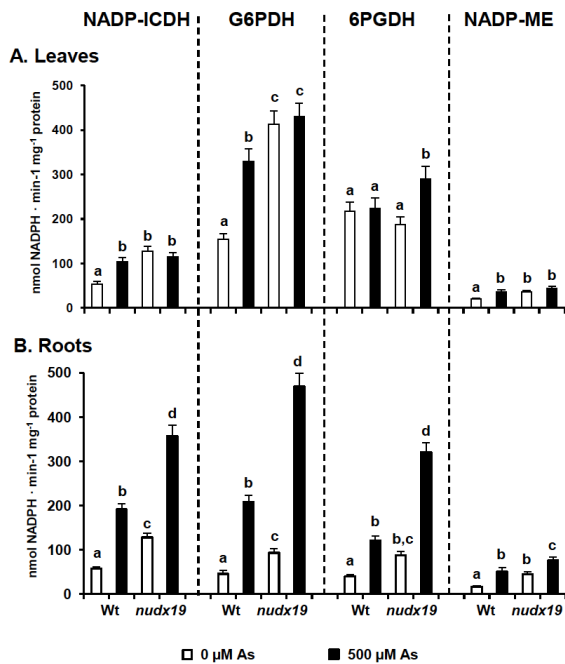 NADP-ICDH G6PDH 6PGDH NADP-ME
A. Leaves
nmol NADPH · min-1 mg⁻¹ protein
500
400
300
200
100
0
a b b b
a b c c
a a a b
a b b b
B. Roots
nmol NADPH · min-1 mg⁻¹ protein
500
400
300
200
100
0
a b c d
a b c d
a b b,c d
a b b c
Wt nudx19 Wt nudx19 Wt nudx19 Wt nudx19
0 µM As 500 µM As